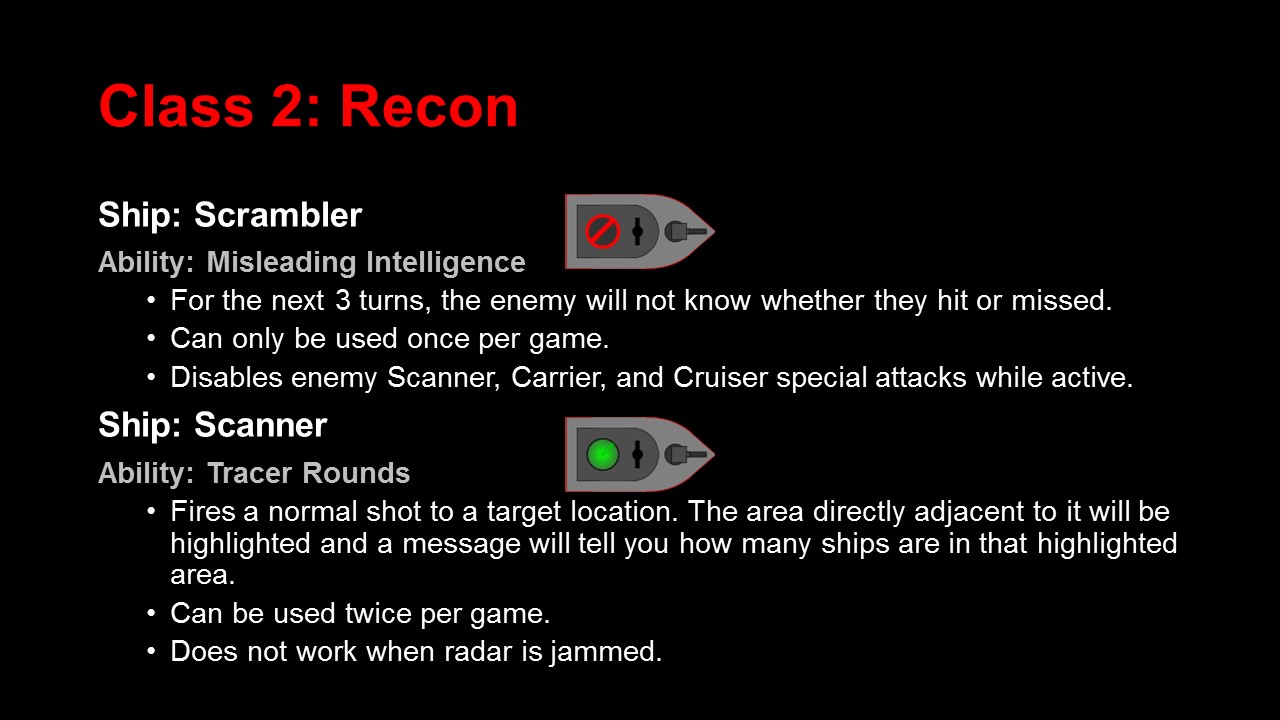 Class 2: Recon
Ship: Scrambler
Ability: Misleading Intelligence
• For the next 3 turns, the enemy will not know whether they hit or missed.
• Can only be used once per game.
• Disables enemy Scanner, Carrier, and Cruiser special attacks while active.
Ship: Scanner
Ability: Tracer Rounds
• Fires a normal shot to a target location. The area directly adjacent to it will be
highlighted and a message will tell you how many ships are in that highlighted
area.
• Can be used twice per game.
• Does not work when radar is jammed.